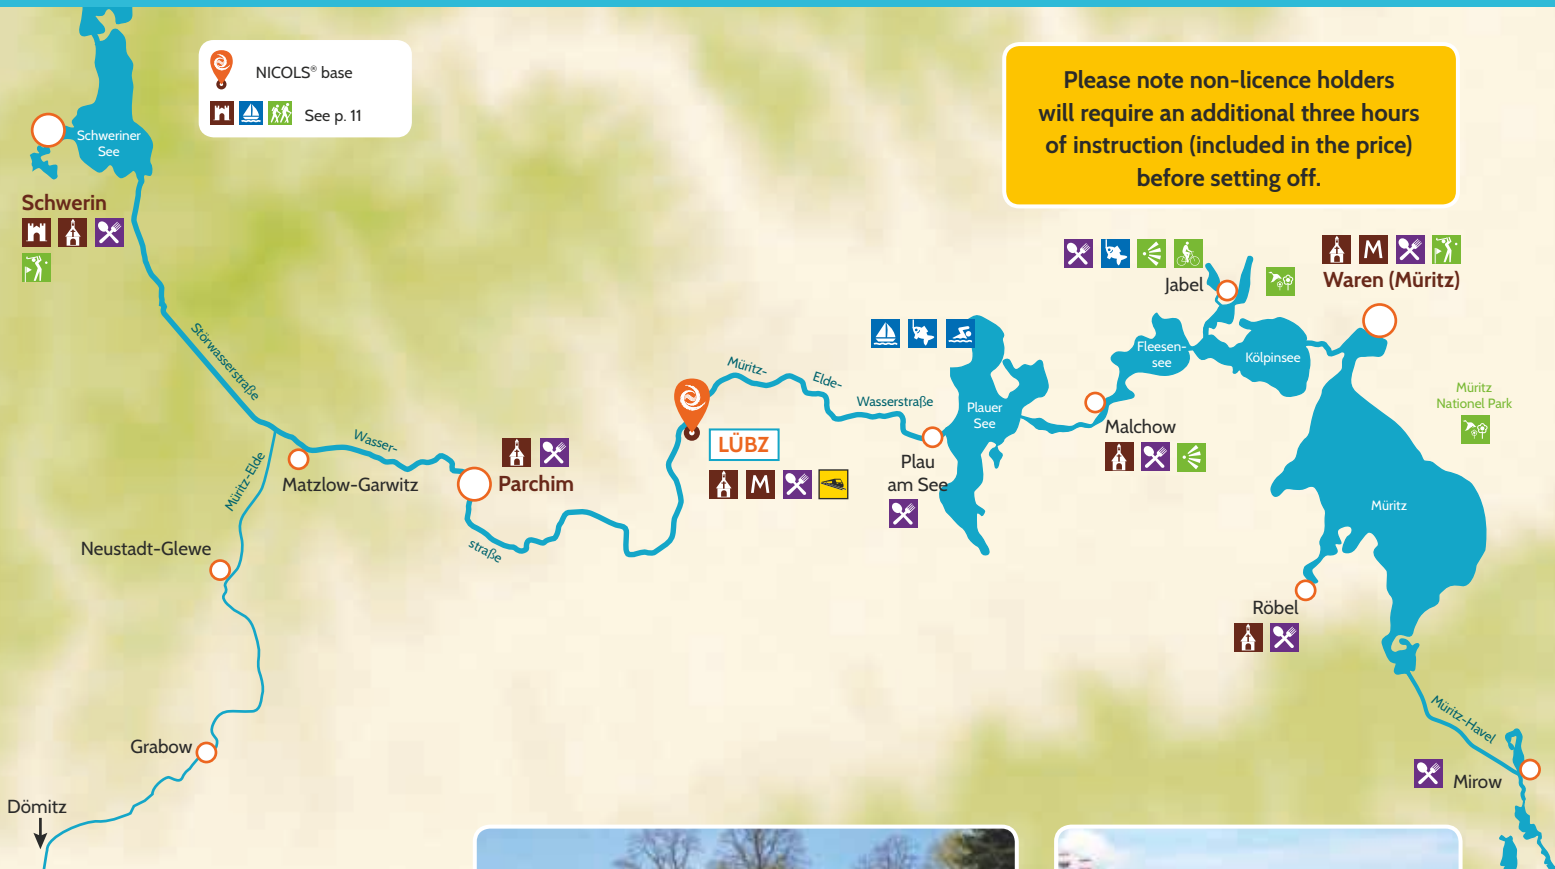 NICOLS® base
See p. 11
Please note non-licence holders
will require an additional three hours
of instruction (included in the price)
before setting off.
Schweriner
See
Schwerin
Störwasserstraße
Müritz-Elde
Wasser-
straße
Matzlow-Garwitz
Parchim
Neustadt-Glewe
Grabow
Dömitz
LÜBZ
M
Müritz-
Elde-
Wasserstraße
Plau
am See
Plauer
See
Malchow
Fleesen-
see
Jabel
Kölpinsee
M
Waren (Müritz)
Müritz
Nationel Park
Müritz
Röbel
Müritz-Havel
Mirow